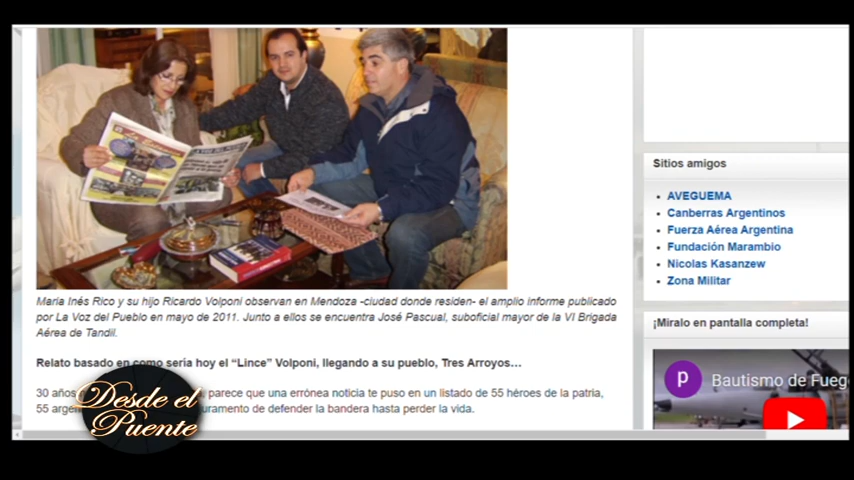 María Inés Rico y su hijo Ricardo Volponi observan en Mendoza -ciudad donde residen- el amplio informe publicado
por La Voz del Pueblo en mayo de 2011. Junto a ellos se encuentra José Pascual, suboficial mayor de la VI Brigada
Aérea de Tandil.
Relato basado en como sería hoy el “Lince” Volponi, llegando a su pueblo, Tres Arroyos…
30 años, parece que una errónea noticia te puso en un listado de 55 héroes de la patria,
55 juramento de defender la bandera hasta perder la vida.
Desde el
Puente
Sitios amigos
AVEGUEMA
Canberras Argentinos
Fuerza Aérea Argentina
Fundación Marambio
Nicolas Kasanzew
Zona Militar
¡Miralo en pantalla completa!
p
Bautismo de Fueg